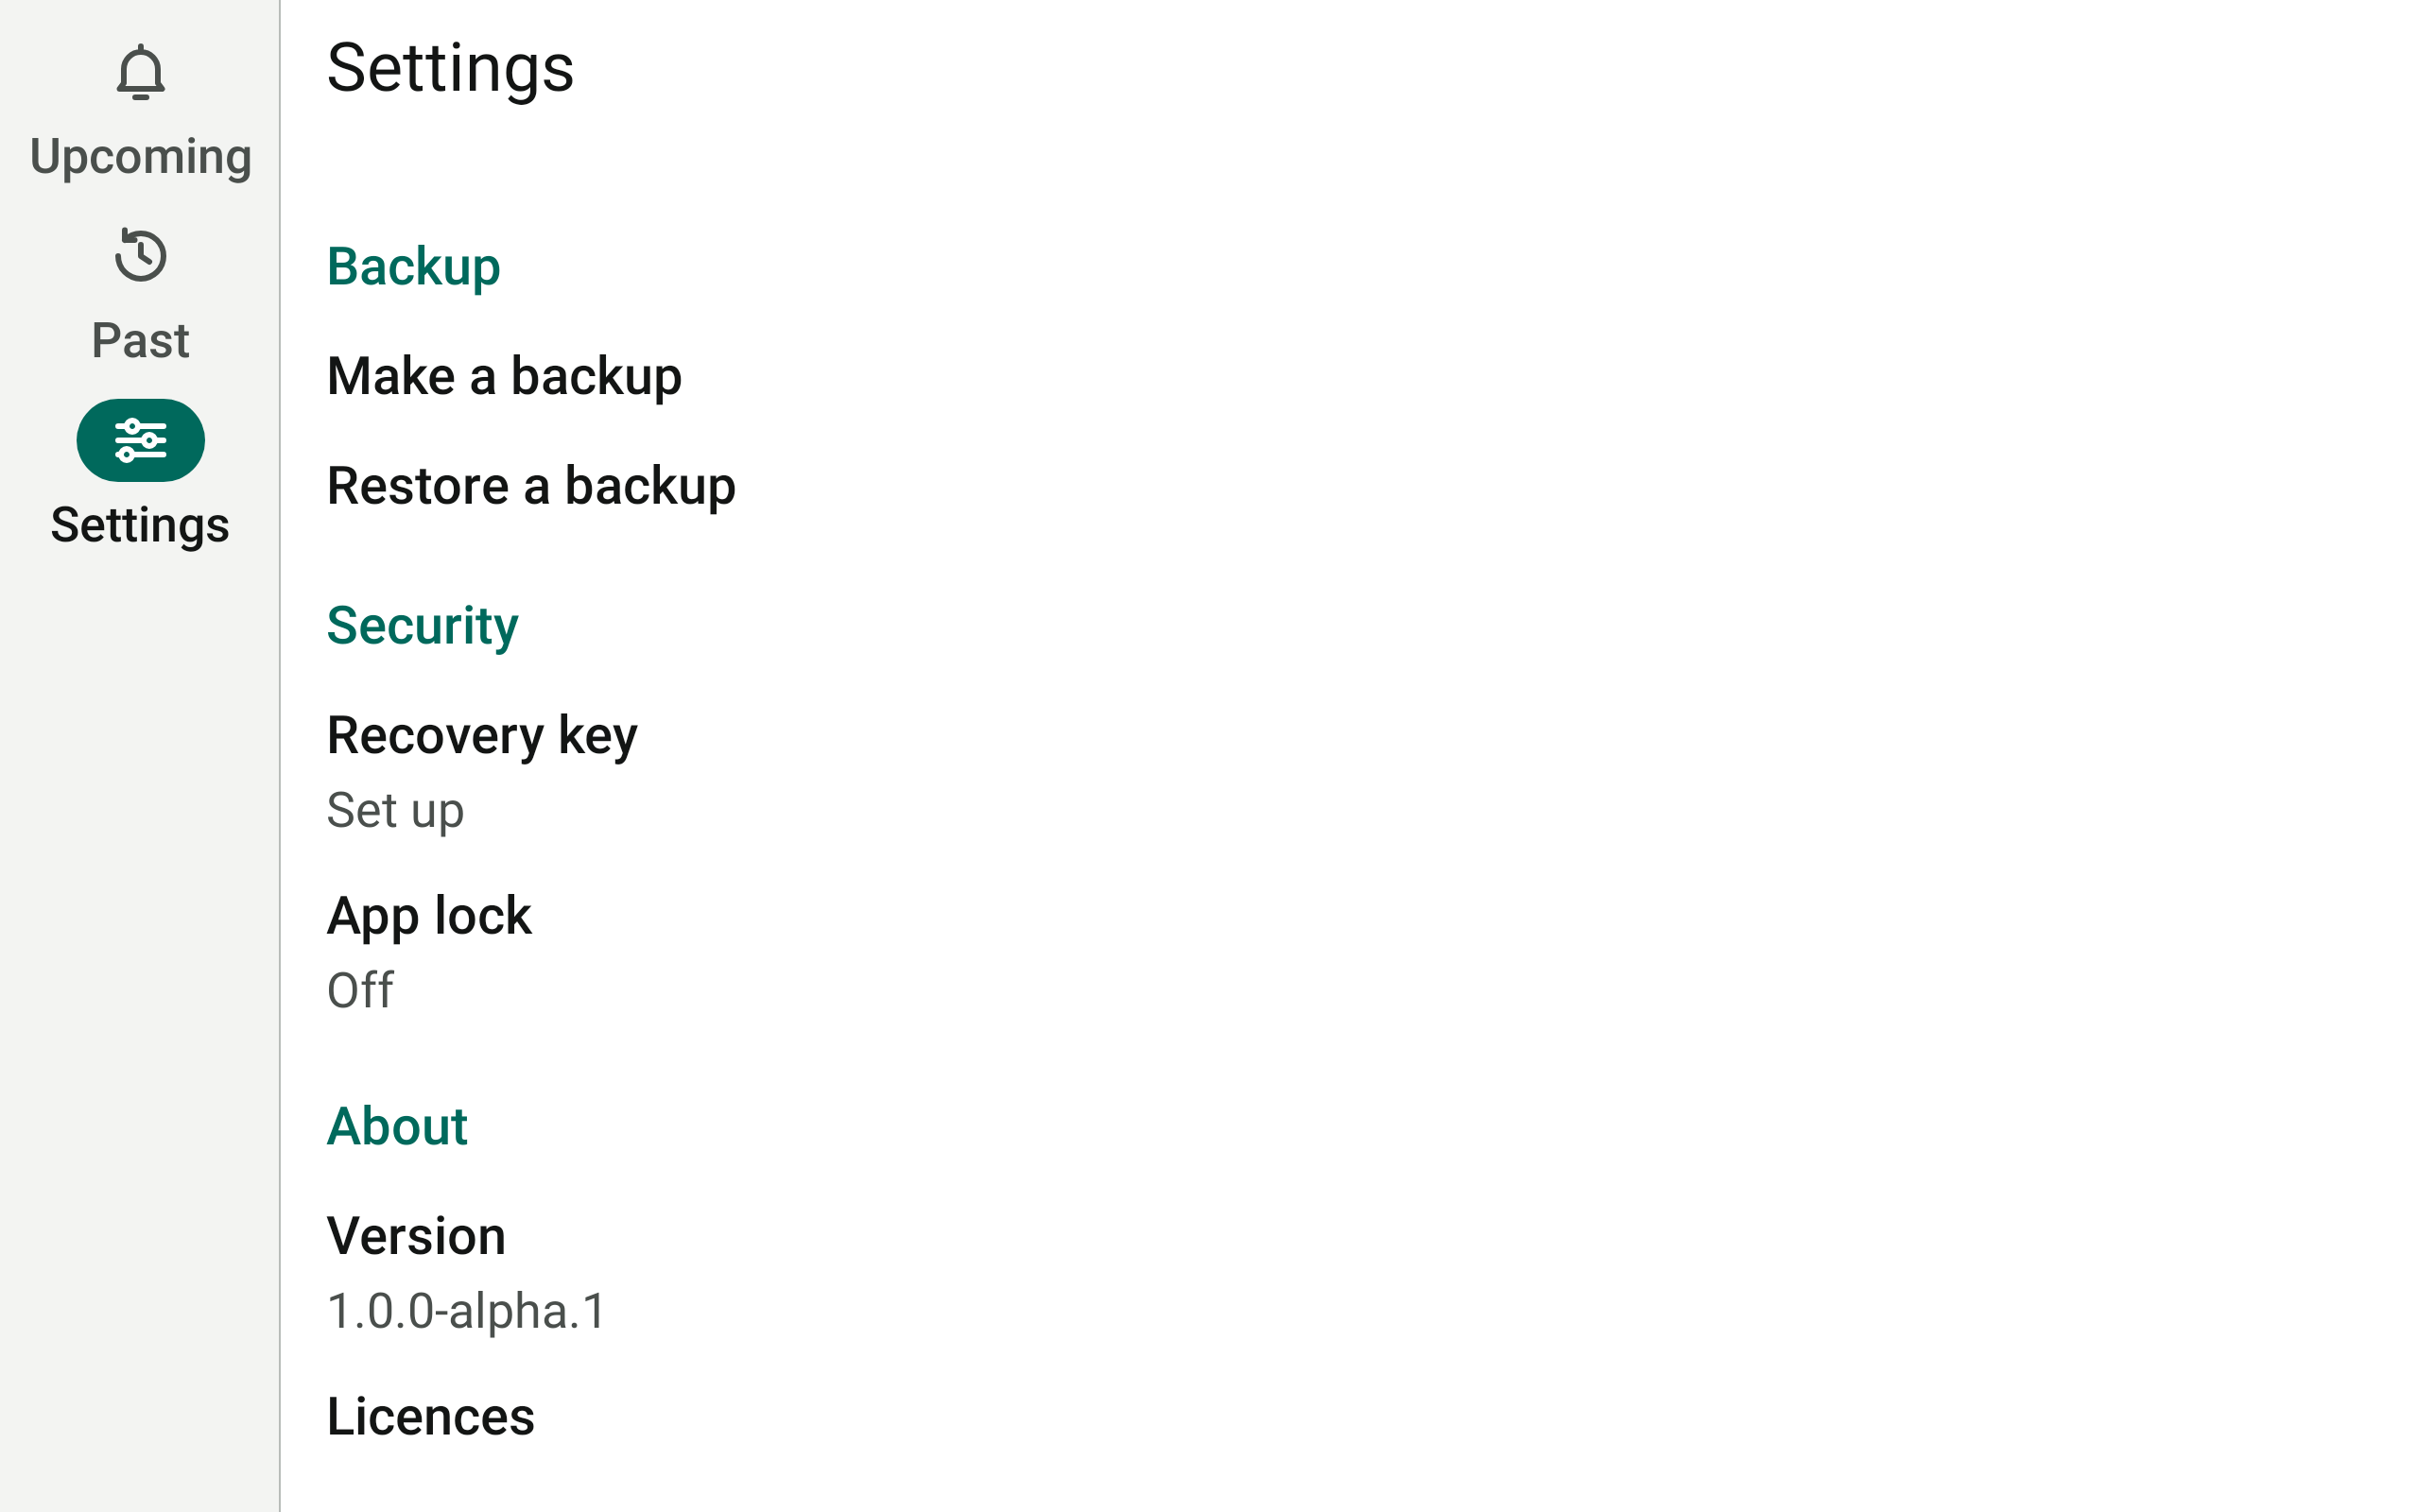 Upcoming
Past
Settings
Settings
Backup
Make a backup
Restore a backup
Security
Recovery key
Set up
App lock
Off
About
Version
1.0.0-alpha.1
Licences